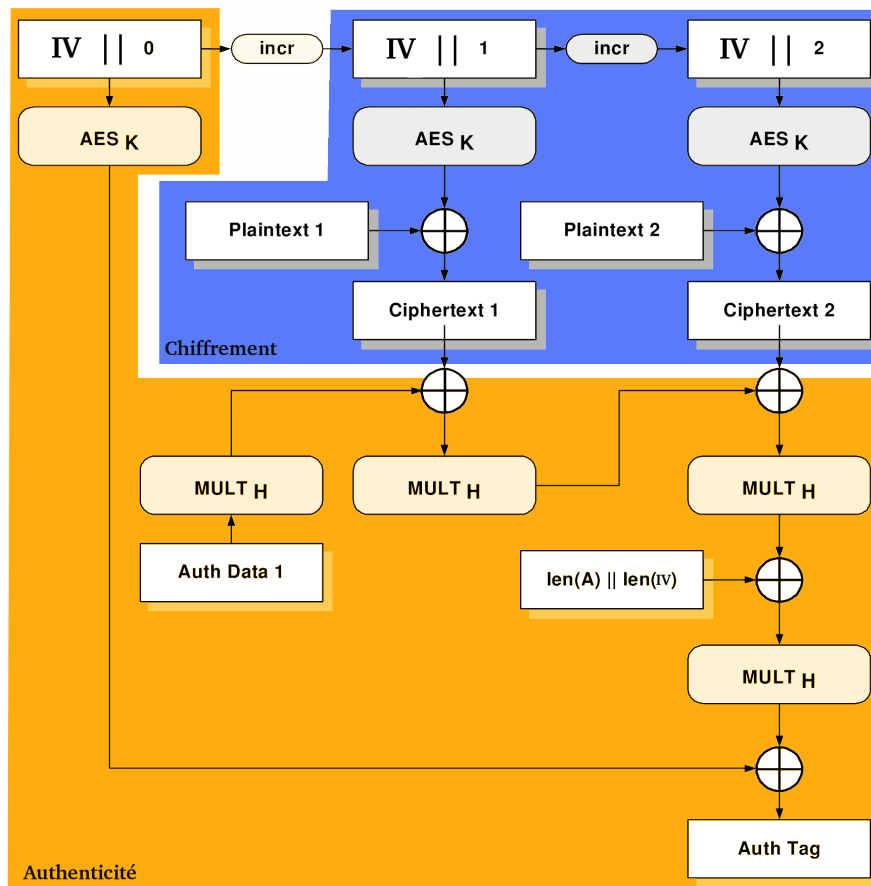 IV || 0
incr
IV || 1
incr
IV || 2
AES K
AES K
AES K
Plaintext 1
Plaintext 2
Ciphertext 1
Ciphertext 2
Chiffrement
MULT H
MULT H
MULT H
Auth Data 1
len(A) || len(IV)
MULT H
Auth Tag
Authenticité